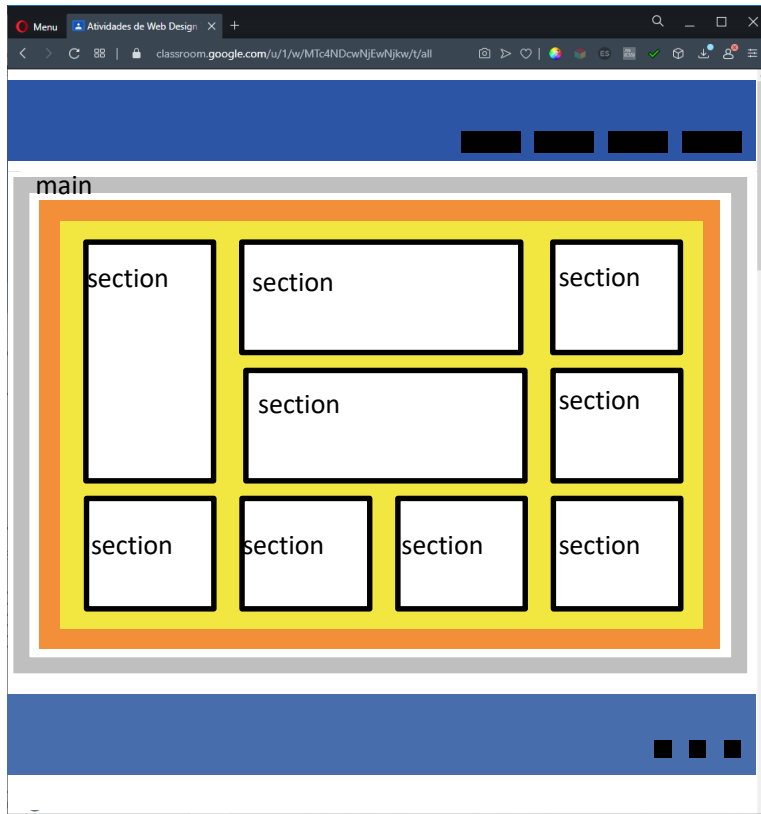 Menu
Atividades de Web Design
classroom.google.com/u/1/w/MTc4NDcwNjEwNjkw/t/all
ES
main
section
section
section
section
section
section
section
section
section